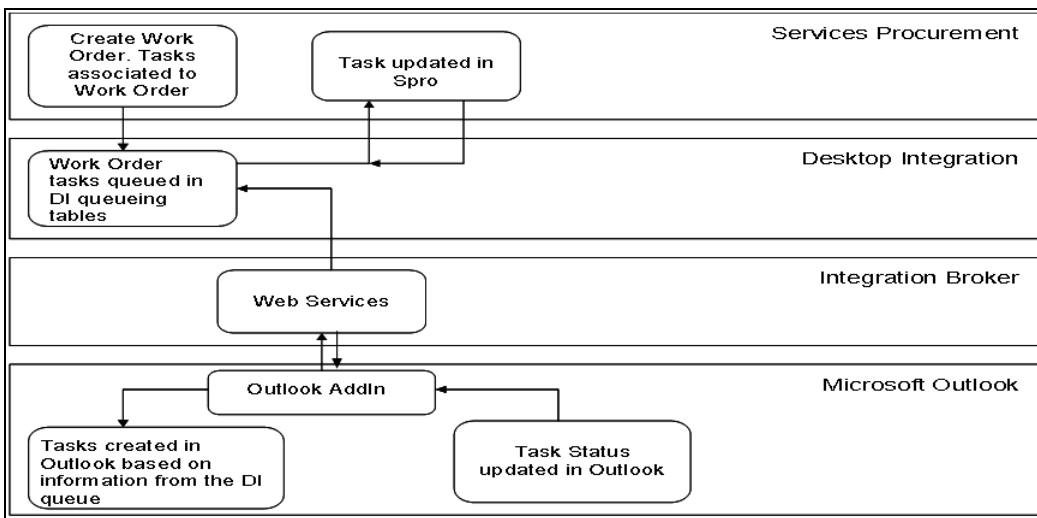 Services Procurement
Create Work
Order. Tasks
associated to
Work Order
Task updated in
Spro
Desktop Integration
Work Order
tasks queued in
DI queueing
tables
Integration Broker
Web Services
Microsoft Outlook
Outlook AddIn
Tasks created in
Outlook based on
information from the DI
queue
Task Status
updated in Outlook